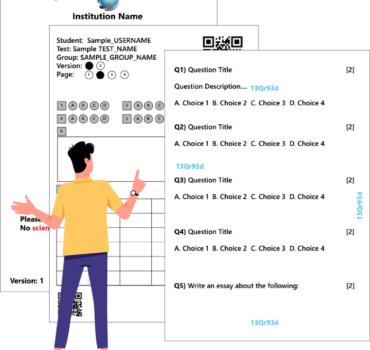 Institution Name
Student: Sample_USERNAME
Test: Sample TEST_NAME
Group: SAMPLE_GROUP_NAME
Version: 2
Page: 1 3 4
1 A B C D
4 A B C D
Please
No scien
Version: 1
Q1) Question Title [2]
Question Description.... 13Qr93d
A. Choice 1 B. Choice 2 C. Choice 3 D. Choice 4
Q2) Question Title [2]
A. Choice 1 B. Choice 2 C. Choice 3 D. Choice 4
13Qr93d
Q3) Question Title [2]
A. Choice 1 B. Choice 2 C. Choice 3 D. Choice 4
13Qr93d
Q4) Question Title [2]
A. Choice 1 B. Choice 2 C. Choice 3 D. Choice 4
Q5) Write an essay about the following: [2]
13Qr93d